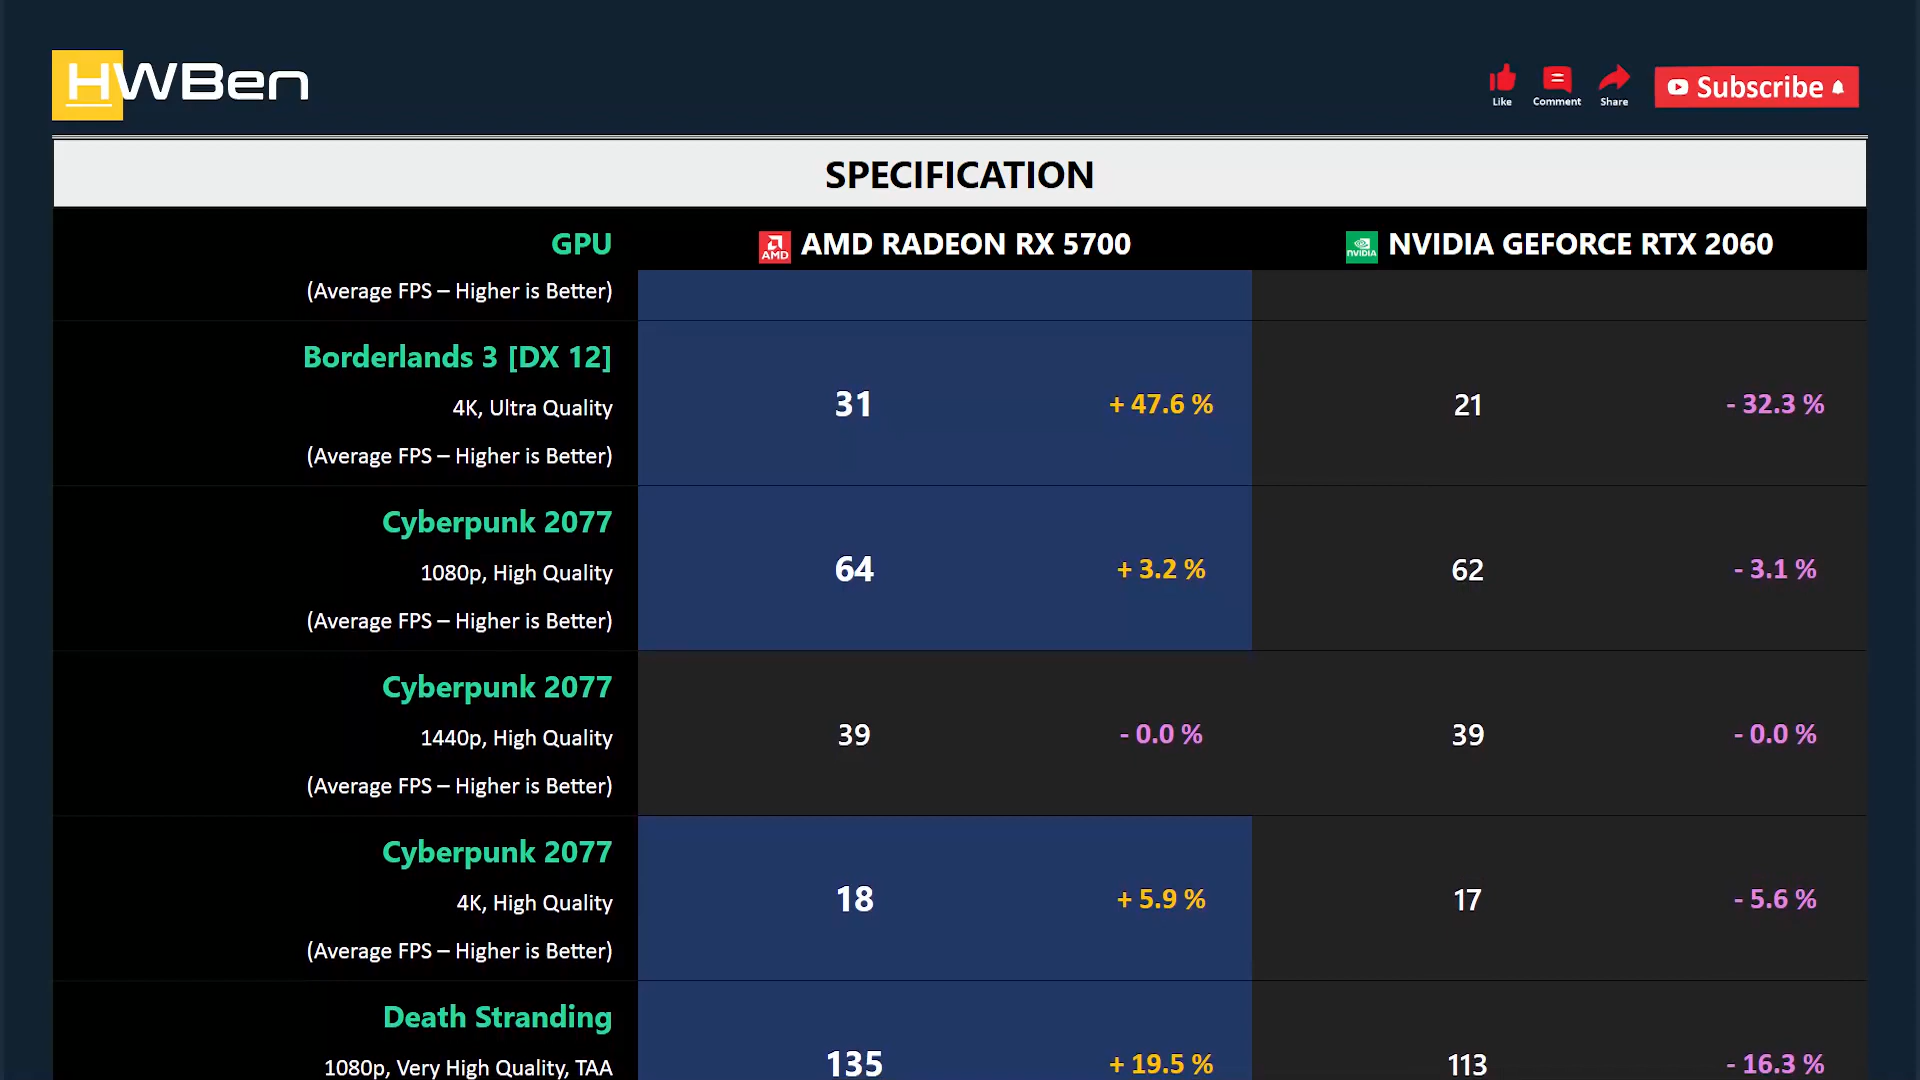 HWBen
Like
Comment
Share
Subscribe
SPECIFICATION
GPU
AMD
AMD RADEON RX 5700
NVIDIA
NVIDIA GEFORCE RTX 2060
(Average FPS – Higher is Better)
Borderlands 3 [DX 12]
4K, Ultra Quality
(Average FPS – Higher is Better)
31
+ 47.6 %
21
- 32.3 %
Cyberpunk 2077
1080p, High Quality
(Average FPS – Higher is Better)
64
+ 3.2 %
62
- 3.1 %
Cyberpunk 2077
1440p, High Quality
(Average FPS – Higher is Better)
39
- 0.0 %
39
- 0.0 %
Cyberpunk 2077
4K, High Quality
(Average FPS – Higher is Better)
18
+ 5.9 %
17
- 5.6 %
Death Stranding
1080p, Very High Quality, TAA
135
+ 19.5 %
113
- 16.3 %